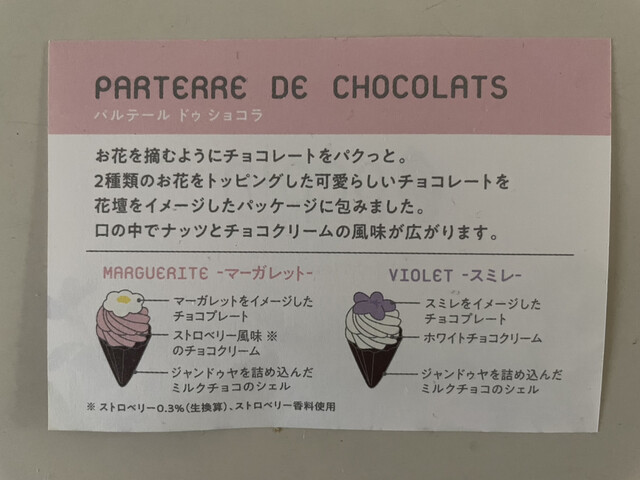 PARTERRE DE CHOCOLATS
パルテール ドゥ ショコラ
お花を摘むようにチョコレートをパクっと。
2種類のお花をトッピングした可愛らしいチョコレートを
花壇をイメージしたパッケージに包みました。
口の中でナッツとチョコクリームの風味が広がります。
MARGUERITE -マーガレット-
マーガレットをイメージした
チョコプレート
ストロベリー風味 ※
のチョコクリーム
ジャンドゥヤを詰め込んだ
ミルクチョコのシェル
※ ストロベリー0.3%(生換算)、ストロベリー香料使用
VIOLET -スミレ-
スミレをイメージした
チョコプレート
ホワイトチョコクリーム
ジャンドゥヤを詰め込んだ
ミルクチョコのシェル